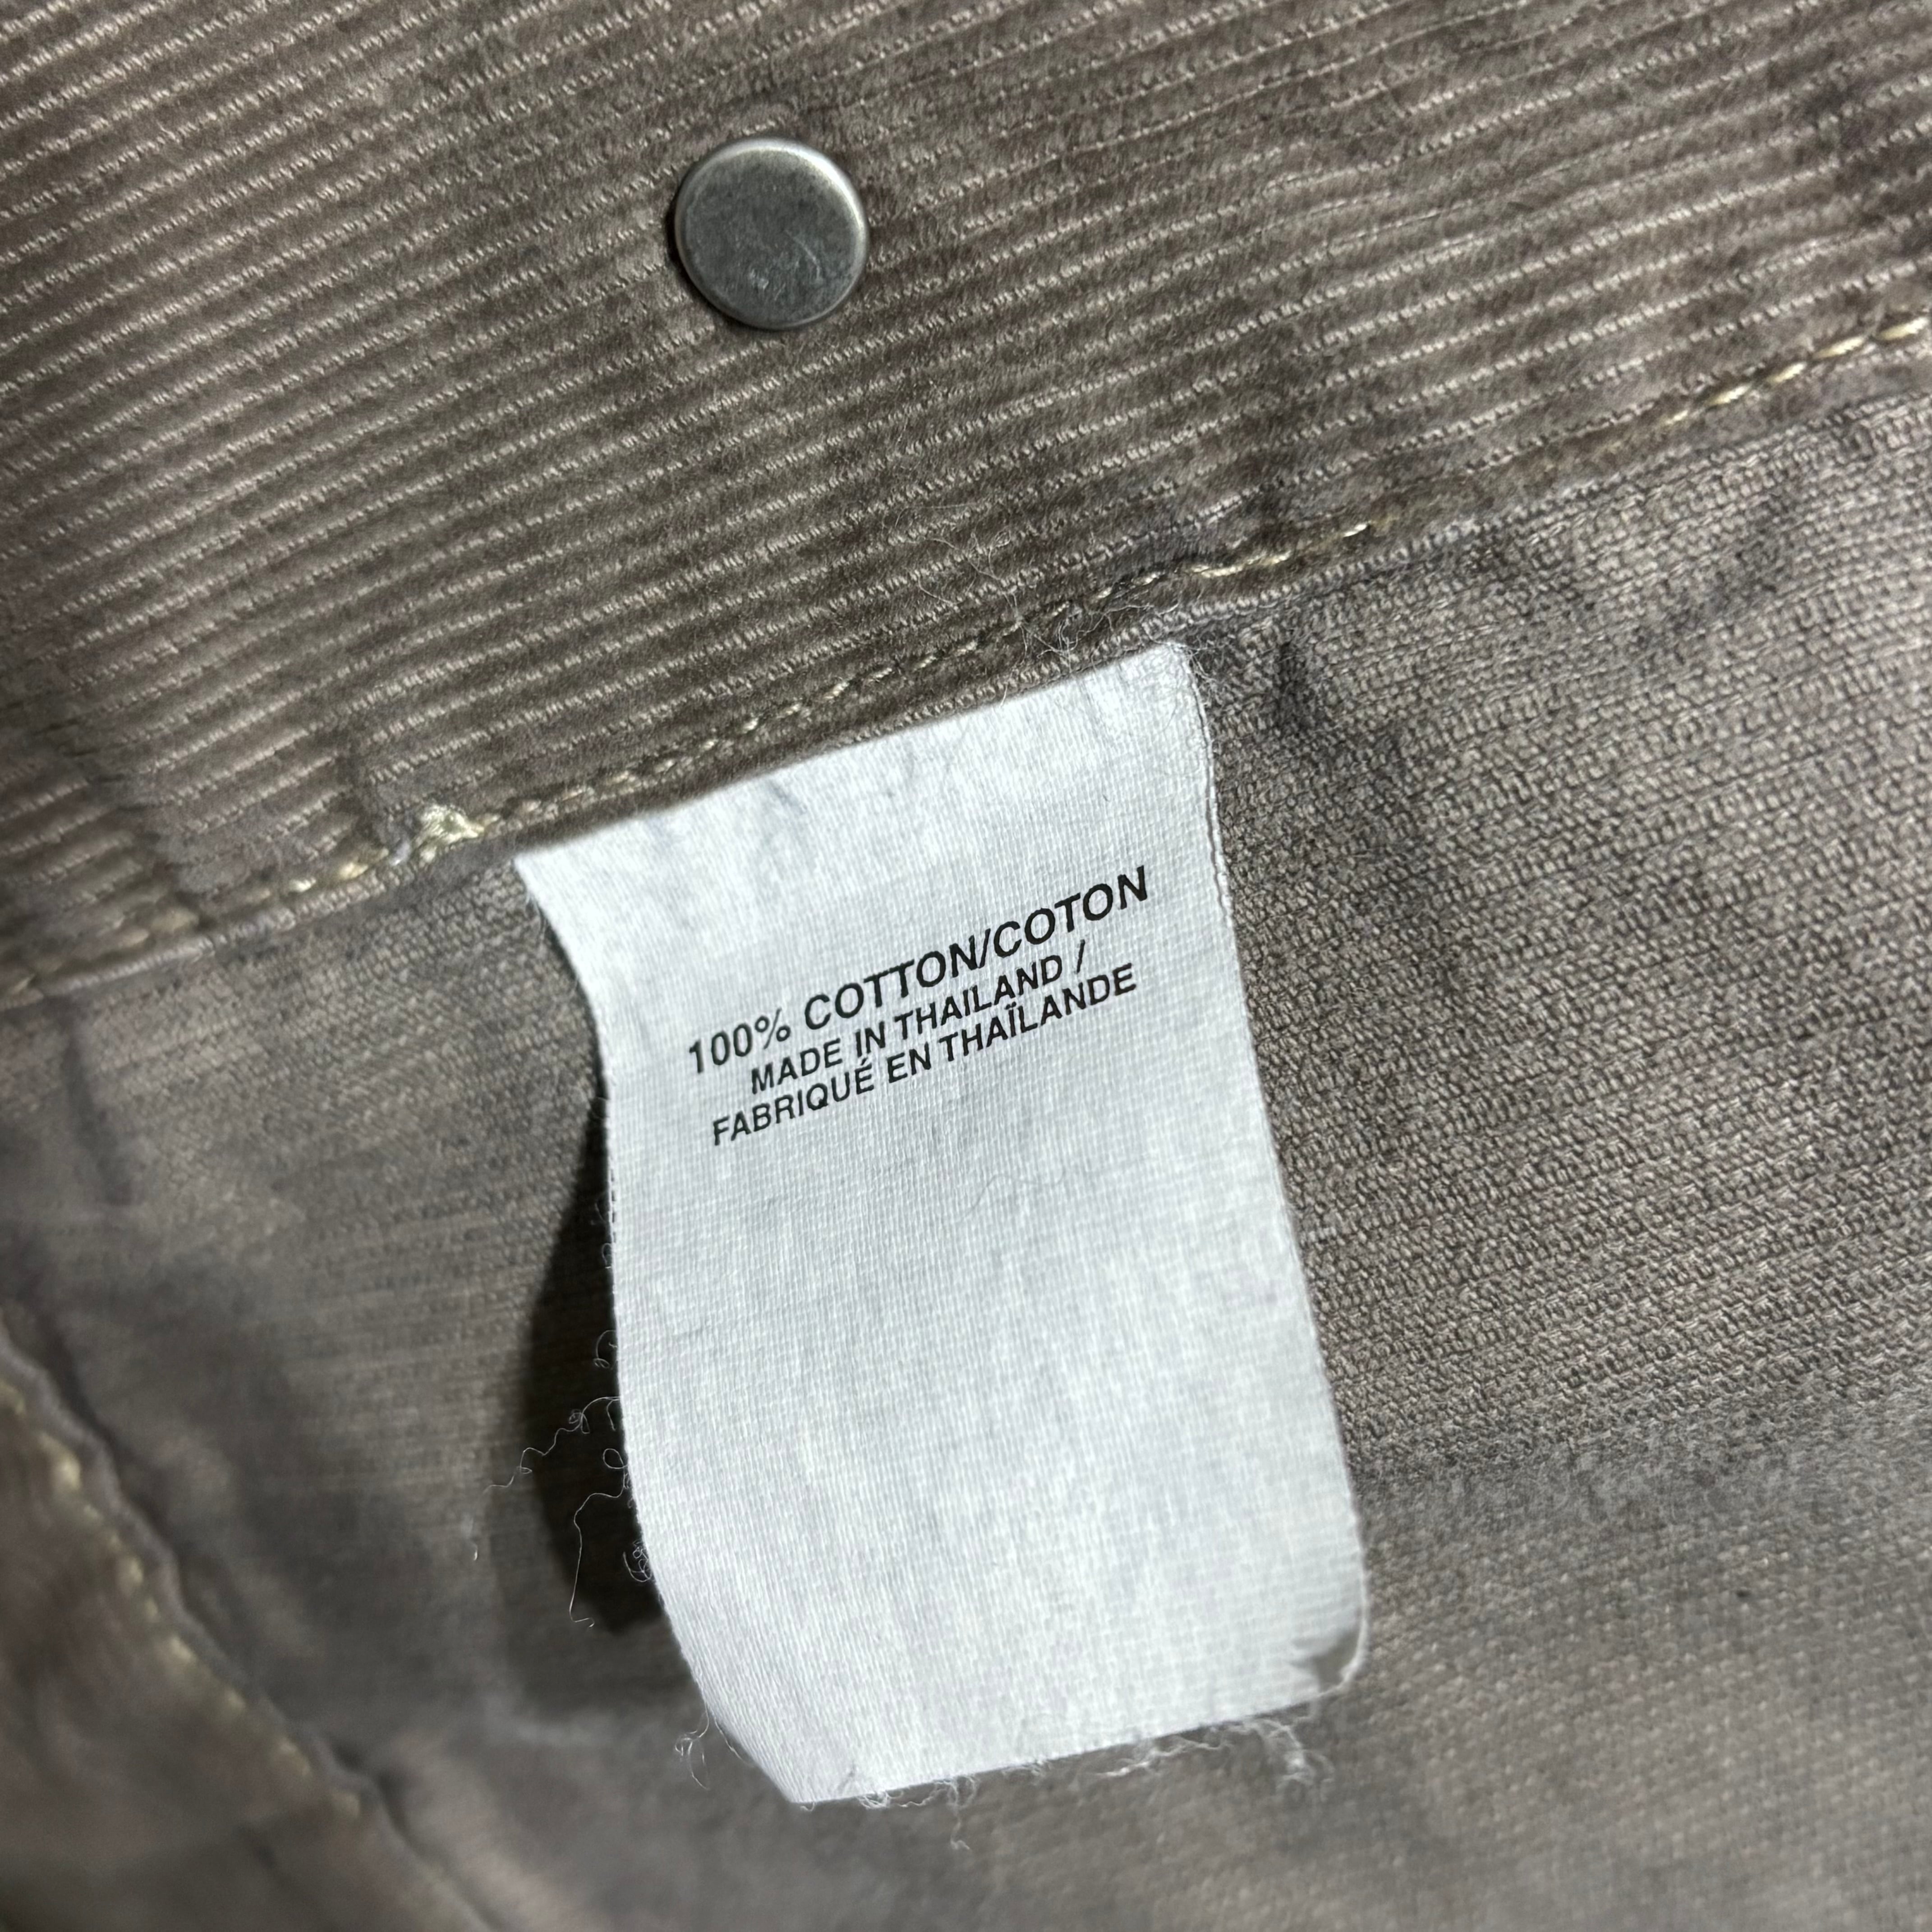 100% COTTON/COTON
MADE IN THAILAND /
FABRIQUÉ EN THAÏLANDE